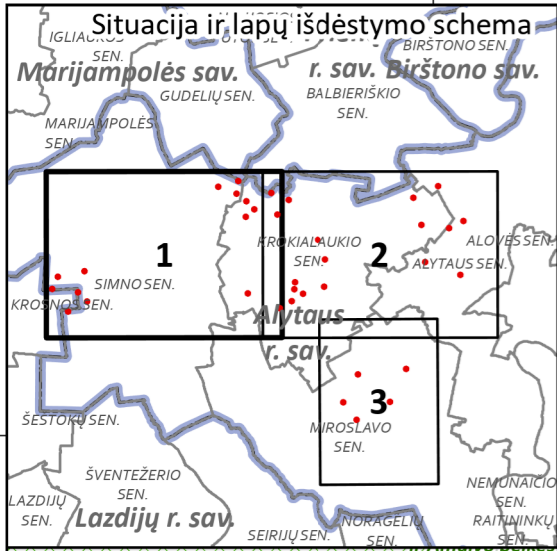 Situacija ir lapų išdėstymo schema
IGLIAUKOS
SEN.
BIRŠTONO SEN.
Marijampolės sav.
r. sav.
Birštono sav.
GUDELIŲ SEN.
BALBIERIŠKIO
SEN.
MARIJAMPOLĖS
SEN.
1
2
KROKIALAUKIO
SEN.
ALOVĖS SEN.
ALYTAUS SEN.
SIMNO SEN.
KROSNOS SEN.
Alytaus
r. sav.
3
ŠEŠTOKŲ SEN.
MIROSLAVO
SEN.
ŠVENTEŽERIO
SEN.
NEMUNAIČIO
SEN.
LAZDIJŲ
SEN.
Lazdijų r. sav.
NORAGĖLIŲ
SEN.
RAITININKŲ
SEN.
SEIRIJŲ SEN.